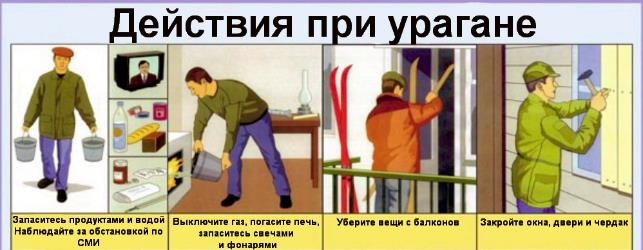 Действия при урагане
Запаситесь продуктами и водой
Наблюдайте за обстановкой по
СМИ
Выключите газ, погасите печь,
запаситесь свечами
и фонарями
Уберите вещи с балконов
Закройте окна, двери и чердак